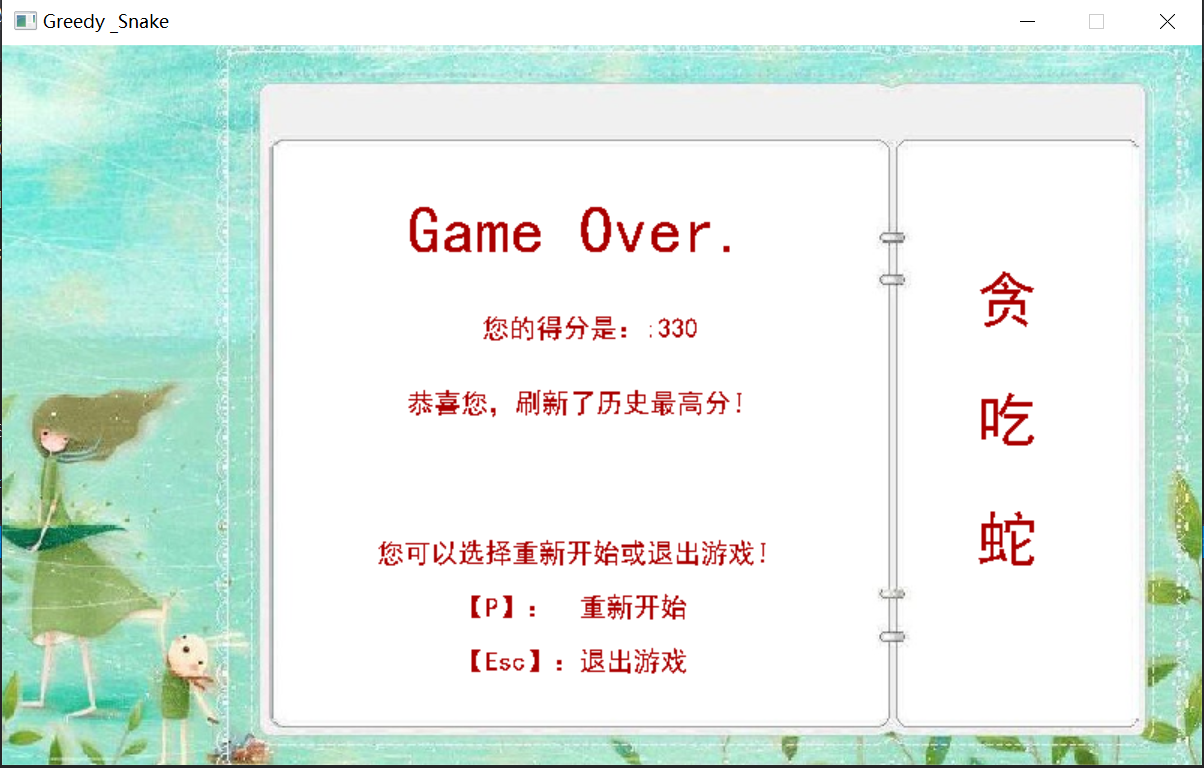 Greedy _Snake
Game Over.
您的得分是：:330
恭喜您，刷新了历史最高分！
您可以选择重新开始或退出游戏！
【P】： 重新开始
【Esc】：退出游戏
贪
吃
蛇